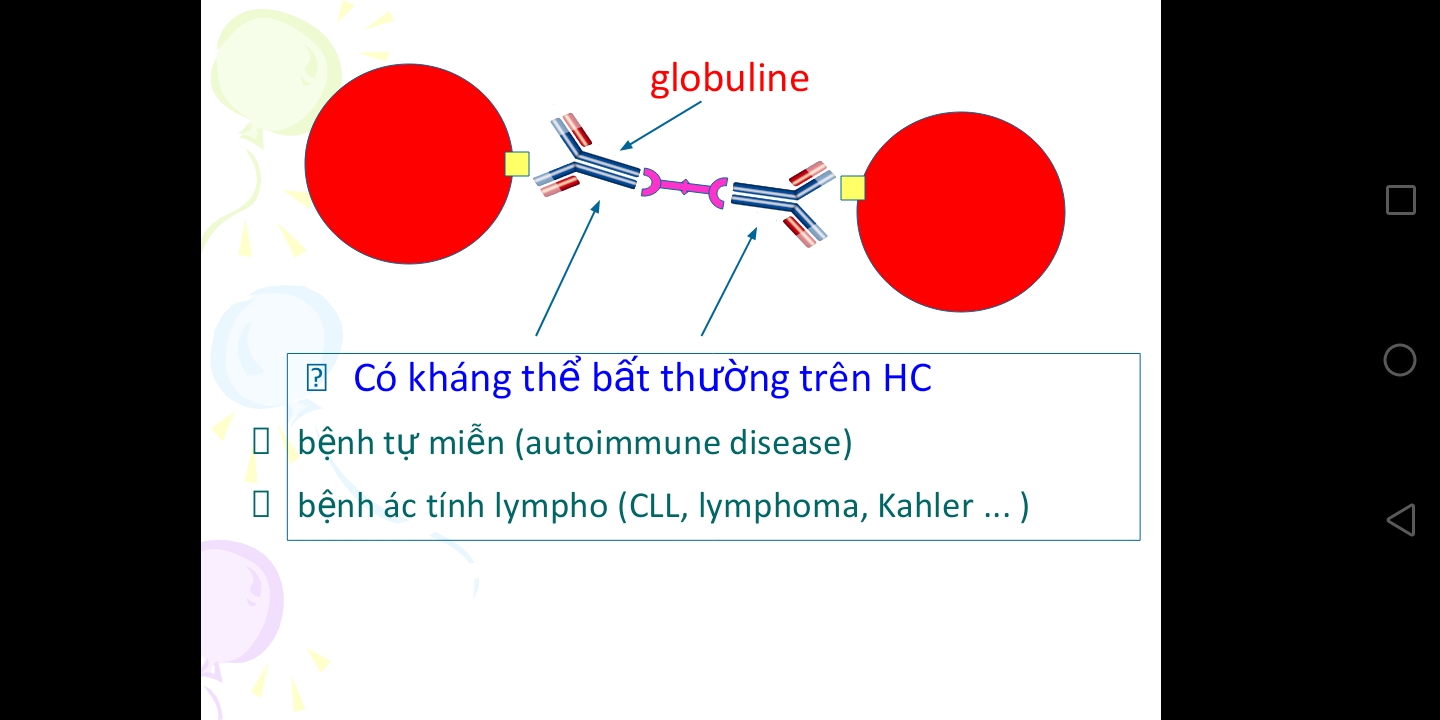 globuline
Có kháng thể bất thường trên HC
bệnh tự miễn (autoimmune disease)
bệnh ác tính lympho (CLL, lymphoma, Kahler ... )